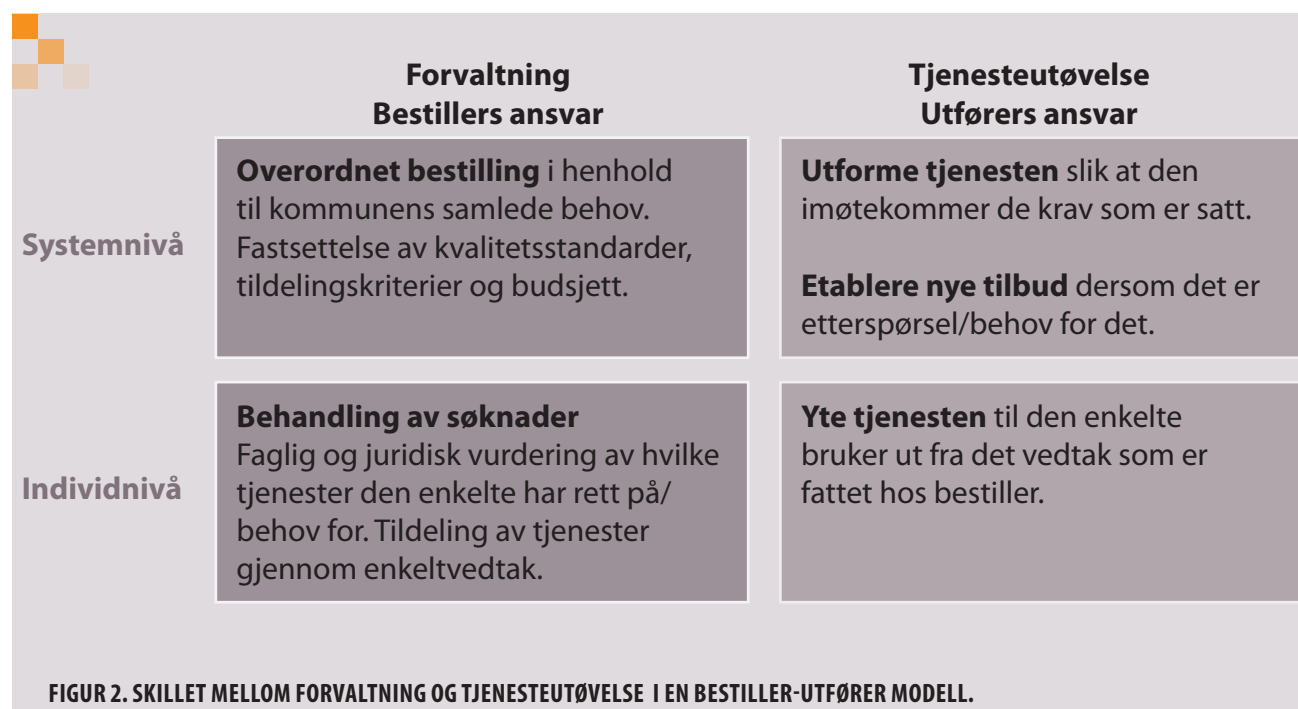 Forvaltning
Bestillers ansvar
Tjenesteutøvelse
Utførers ansvar
Systemnivå
Overordnet bestilling i henhold
til kommunens samlede behov.
Fastsettelse av kvalitetsstandarder,
tildelingskriterier og budsjett.
Utforme tjenesten slik at den
imøtekommer de krav som er satt.
Etablere nye tilbud dersom det er
etterspørsel/behov for det.
Individnivå
Behandling av søknader
Faglig og juridisk vurdering av hvilke
tjenester den enkelte har rett på/
behov for. Tildeling av tjenester
gjennom enkeltvedtak.
Yte tjenesten til den enkelte
bruker ut fra det vedtak som er
fattet hos bestiller.
FIGUR 2. SKILLET MELLOM FORVALTNING OG TJENESTEUTØVELSE I EN BESTILLER-UTFØRER MODELL.